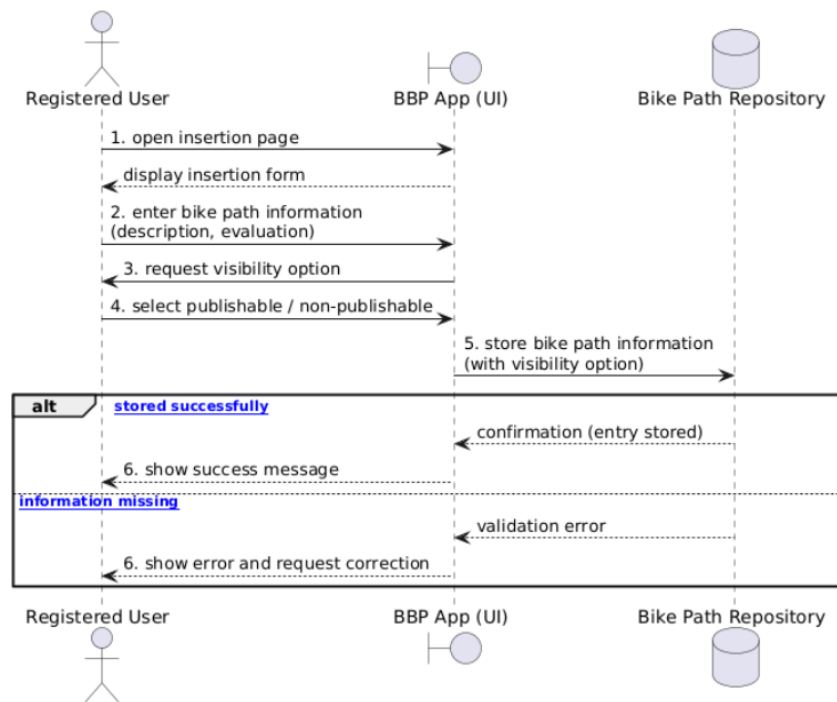 Registered User
BBP App (UI)
Bike Path Repository
1. open insertion page
display insertion form
2. enter bike path information
(description, evaluation)
3. request visibility option
4. select publishable / non-publishable
5. store bike path information
(with visibility option)
alt
stored successfully
confirmation (entry stored)
6. show success message
information missing
validation error
6. show error and request correction
Registered User
BBP App (UI)
Bike Path Repository